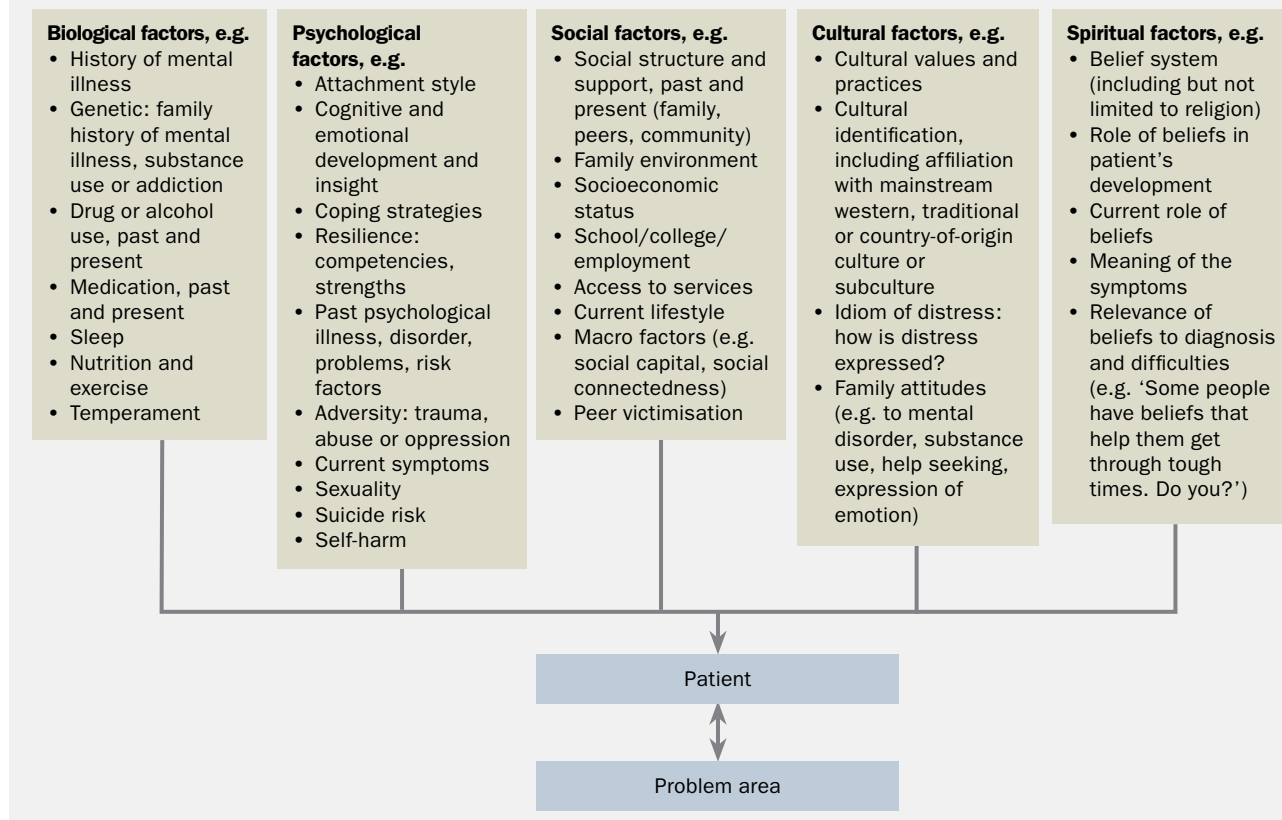 Biological factors, e.g.
• History of mental
illness
• Genetic: family
history of mental
illness, substance
use or addiction
• Drug or alcohol
use, past and
present
• Medication, past
and present
• Sleep
• Nutrition and
exercise
• Temperament
Psychological
factors, e.g.
• Attachment style
• Cognitive and
emotional
development and
insight
• Coping strategies
• Resilience:
competencies,
strengths
• Past psychological
illness, disorder,
problems, risk
factors
• Adversity: trauma,
abuse or oppression
• Current symptoms
• Sexuality
• Suicide risk
• Self-harm
Social factors, e.g.
• Social structure and
support, past and
present (family,
peers, community)
• Family environment
• Socioeconomic
status
• School/college/
employment
• Access to services
• Current lifestyle
• Macro factors (e.g.
social capital, social
connectedness)
• Peer victimisation
Cultural factors, e.g.
• Cultural values and
practices
• Cultural
identification,
including affiliation
with mainstream
western, traditional
or country-of-origin
culture or
subculture
• Idiom of distress:
how is distress
expressed?
• Family attitudes
(e.g. to mental
disorder, substance
use, help seeking,
expression of
emotion)
Spiritual factors, e.g.
• Belief system
(including but not
limited to religion)
• Role of beliefs in
patient's
development
• Current role of
beliefs
• Meaning of the
symptoms
• Relevance of
beliefs to diagnosis
and difficulties
(e.g. ‘Some people
have beliefs that
help them get
through tough
times. Do you?’)
Patient
Problem area